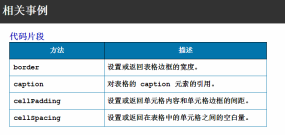 相关事例
代码片段
方法 描述
border 设置或返回表格边框的宽度。
caption 对表格的 caption 元素的引用。
cellPadding 设置或返回单元格内容和单元格边框的间距。
cellSpacing 设置或返回在表格中的单元格之间的空白量。